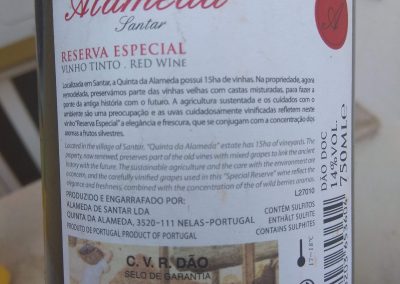 Alameda
Santar
A
RESERVA ESPECIAL
VINHO TINTO . RED WINE
Localizada em Santar, a Quinta da Alameda possui 15ha de vinhas. Na propriedade, agora
remodelada, preservámos parte das vinhas velhas com castas misturadas, para fazer a
ponte da antiga história com o futuro. A agricultura sustentada e os cuidados com o
ambiente são uma preocupação e as uvas cuidadosamente vinificadas refletem neste
vinho "Reserva Especial" a elegância e frescura, que se conjugam com a concentração dos
aromas a frutos silvestres.
Located in the village of Santár, "Quinta da Alameda" estate has 15ha of vineyards. The
property, now renewed, preserves part of the old vines with mixed grapes to link the ancient
history with the future. The sustainable agriculture and the care with the environment are
concern, and the carefully vinified grapes used in this "Special Reserve" wine reflect the
elegance and freshness, combined with the concentration of the of wild berries aromas.
L27010
PRODUZIDO E ENGARRAFADO POR:
ALAMEDA DE SANTAR LDA
QUINTA DA ALAMEDA, 3520-111 NELAS-PORTUGAL
PRODUTO DE PORTUGAL.PRODUCT OF PORTUGAL
CONTÉM SULFITOS
ENTHÄLT SULFITE
CONTAINS SULPHITES
DÃO DOC
14%VOL.
750MLe
17-18°C
C. V. R. DÃO
SELO DE GARANTIA